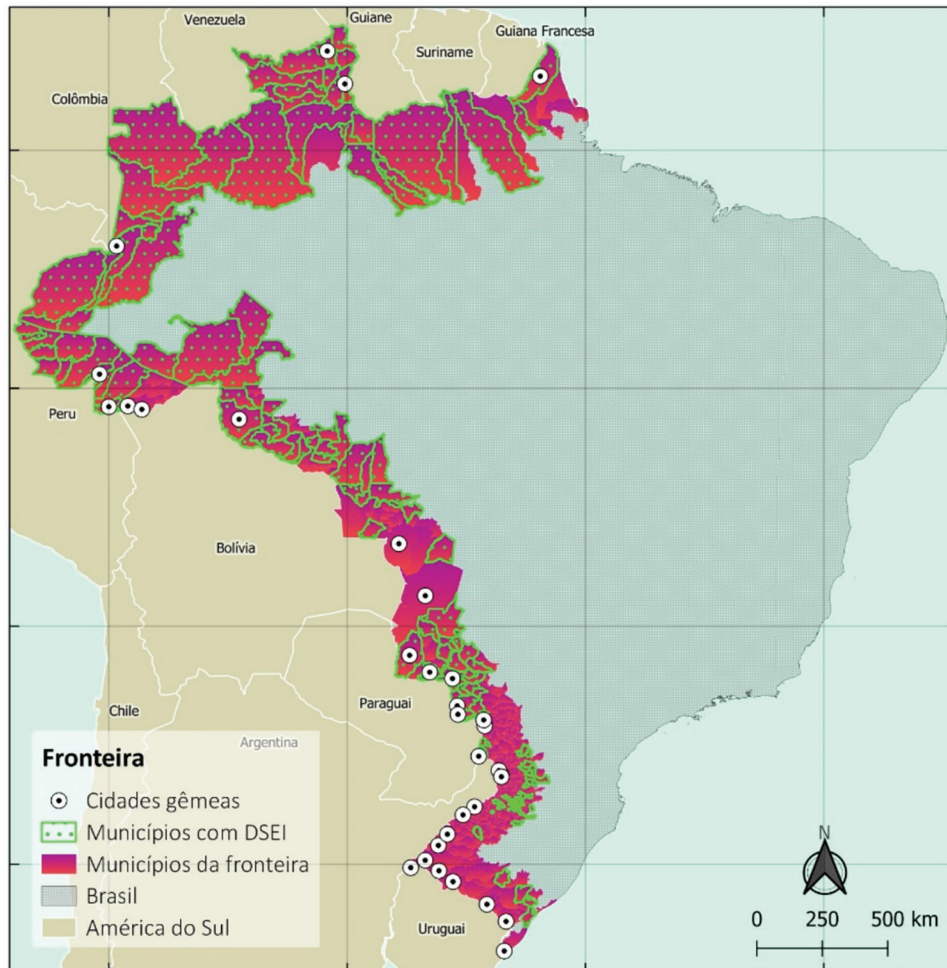 Venezuela
Guiane
Guiana Francesa
Suriname
Colômbia
Peru
Bolívia
Paraguai
Chile
Argentina
Uruguai
Fronteira
Cidades gêmeas
Municípios com DSEI
Municípios da fronteira
Brasil
América do Sul
N
0 250 500 km